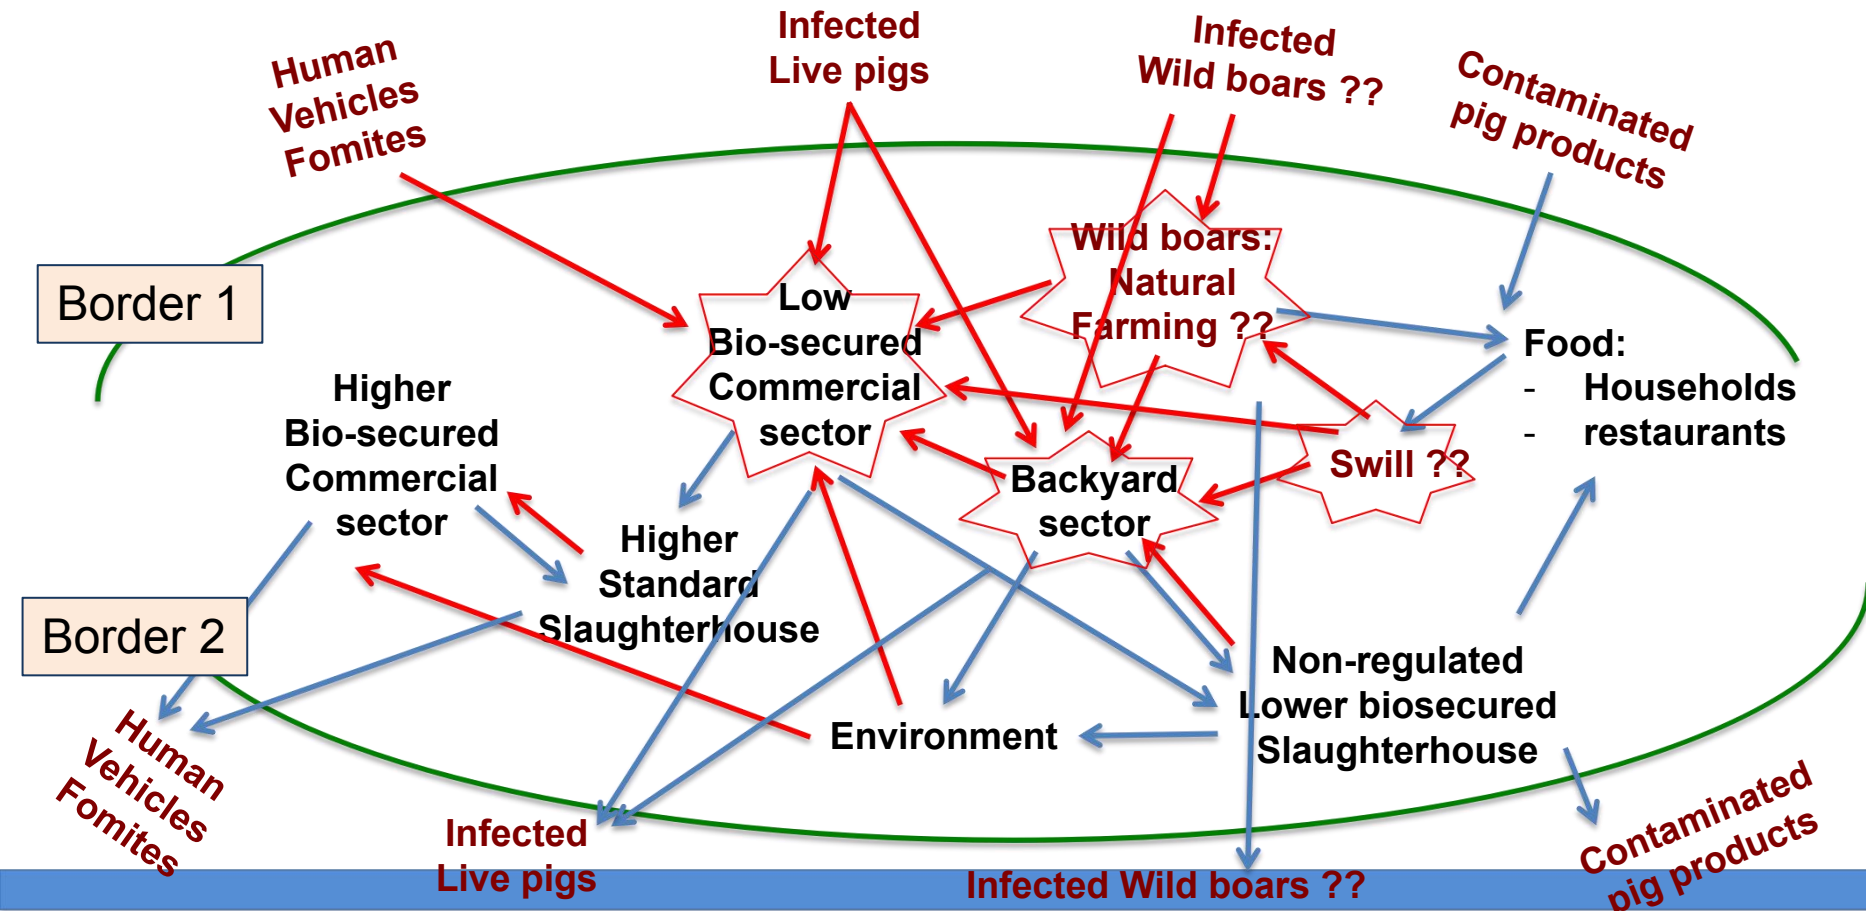 Human
Vehicles
Fomites
Infected
Live pigs
Infected
Wild boars ??
Contaminated
pig products
Border 1
Wild boars:
Natural
Farming ??
Low
Bio-secured
Commercial
sector
Food:
- Households
- restaurants
Higher
Bio-secured
Commercial
sector
Swill ??
Backyard
sector
Higher
Standard
Slaughterhouse
Border 2
Non-regulated
Lower biosecured
Slaughterhouse
Environment
Human
Vehicles
Fomites
Infected
Live pigs
Infected Wild boars ??
Contaminated
pig products